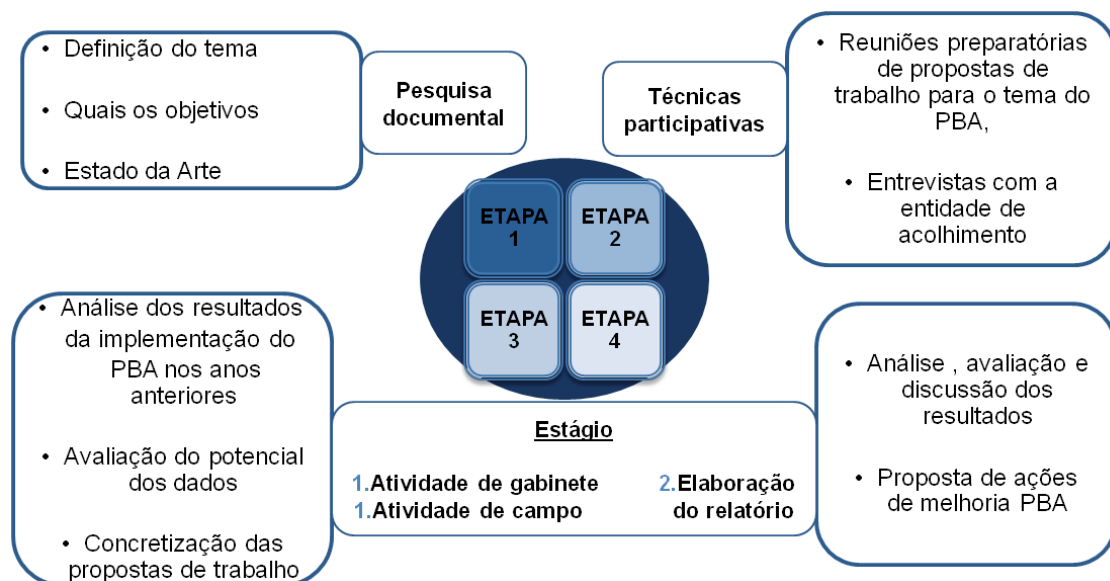 • Definição do tema
• Quais os objetivos
• Estado da Arte
Pesquisa
documental
Técnicas
participativas
• Reuniões preparatórias
de propostas de
trabalho para o tema do
PBA,
• Entrevistas com a
entidade de
acolhimento
ETAPA
1
ETAPA
2
ETAPA
3
ETAPA
4
• Análise dos resultados
da implementação do
PBA nos anos
anteriores
• Avaliação do potencial
dos dados
• Concretização das
propostas de trabalho
Estágio
1.Atividade de gabinete
1.Atividade de campo
2.Elaboração
do relatório
• Análise , avaliação e
discussão dos
resultados
• Proposta de ações
de melhoria PBA